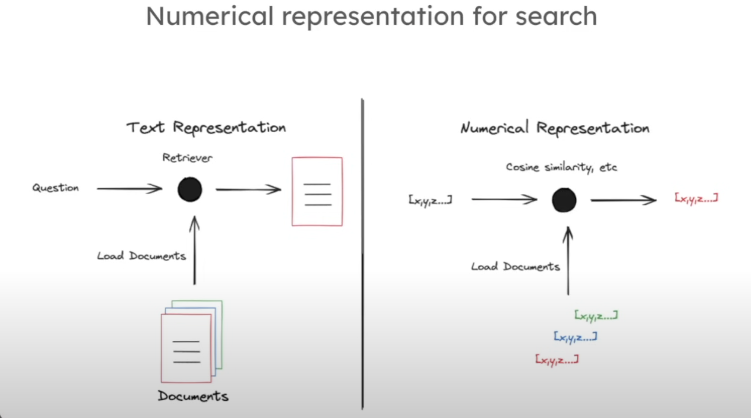 Numerical representation for search
Text Representation
Retriever
Question
Load Documents
Documents
Numerical Representation
Cosine similarity, etc
[x,y,z...]
[x,y,z...]
Load Documents
[x,y,z...]
[x,y,z...]
[x,y,z...]